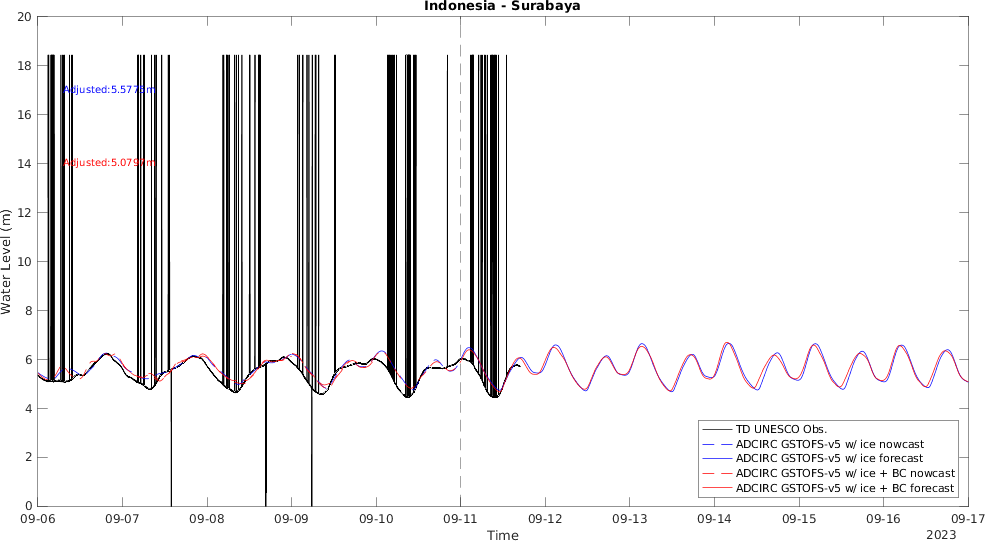 Indonesia - Surabaya
20
18
16
14
12
10
8
6
4
2
0
Water Level (m)
Adjusted:5.5776m
Adjusted:5.0797m
TD UNESCO Obs.
ADCIRC GSTOFS-v5 w/ ice nowcast
ADCIRC GSTOFS-v5 w/ ice forecast
ADCIRC GSTOFS-v5 w/ ice + BC nowcast
ADCIRC GSTOFS-v5 w/ ice + BC forecast
09-06 09-07 09-08 09-09 09-10 09-11 09-12 09-13 09-14 09-15 09-16 09-17
Time
2023